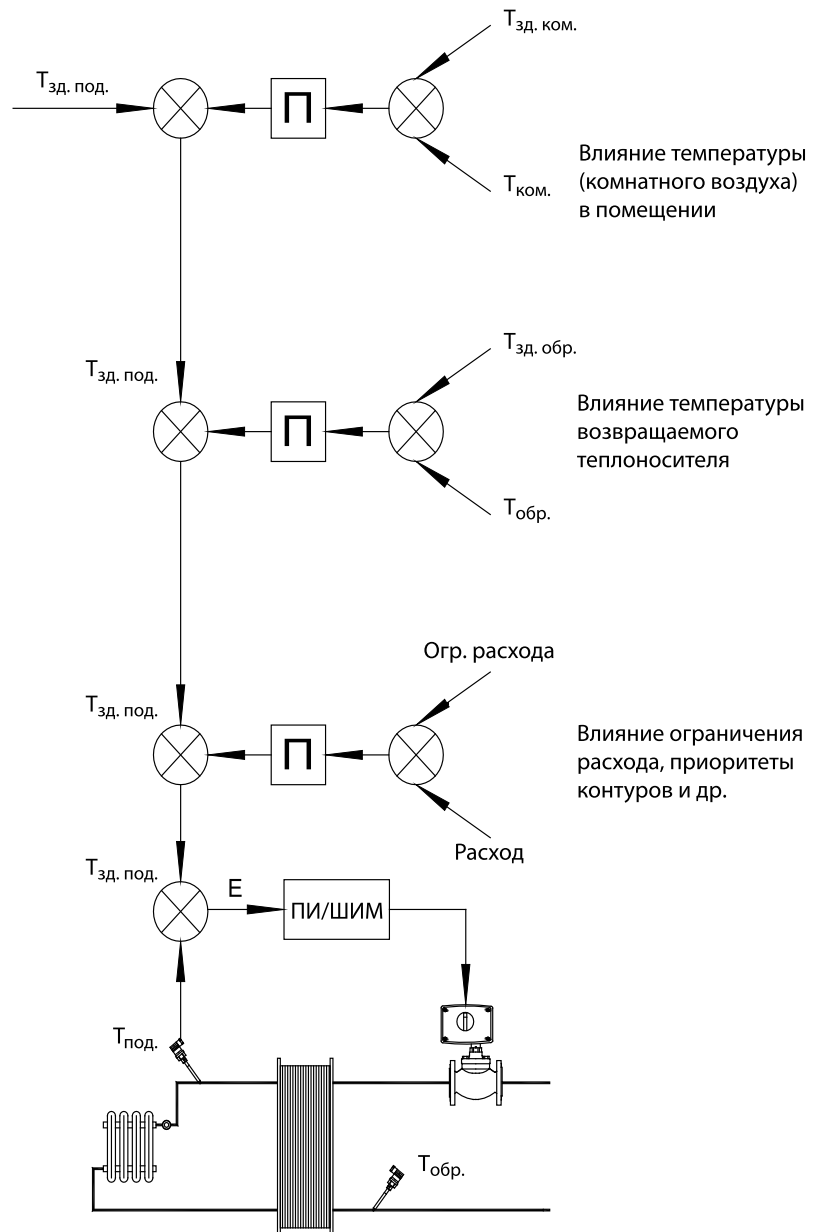 Тзд. ком.
Тзд. под.
П
Тком.
Влияние температуры
(комнатного воздуха)
в помещении
Тзд. обр.
Тзд. под.
П
Тобр.
Влияние температуры
возвращаемого
теплоносителя
Огр. расхода
Тзд. под.
П
Расход
Влияние ограничения
расхода, приоритеты
контуров и др.
Тзд. под.
E
ПИ/ШИМ
Тпод.
Тобр.